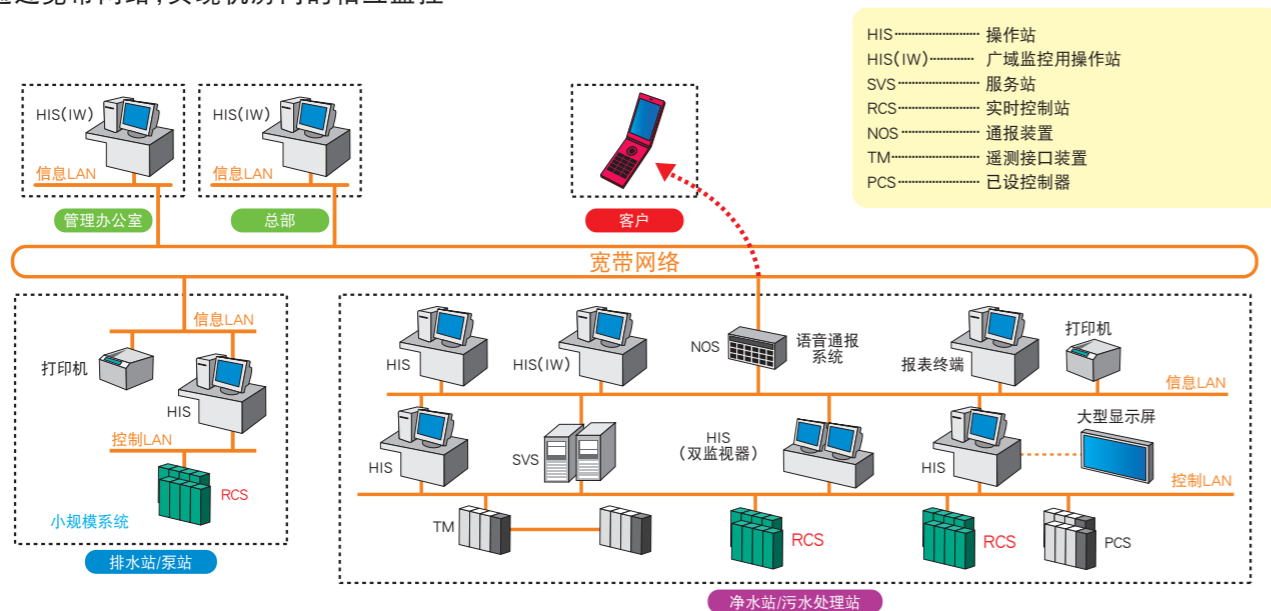 HIS 操作站
HIS(IW) 广域监控用操作站
SVS 服务站
RCS 实时控制站
NOS 通报装置
TM 遥测接口装置
PCS 已设控制器
HIS(IW)
信息LAN
管理办公室
HIS(IW)
信息LAN
总部
客户
宽带网络
信息LAN
打印机
HIS
控制LAN
RCS
小规模系统
排水站/泵站
HIS
HIS(IW)
NOS
语音通报
系统
报表终端
打印机
信息LAN
HIS
SVS
HIS
(双监视器)
HIS
大型显示屏
控制LAN
TM
RCS
RCS
PCS
净水站/污水处理站